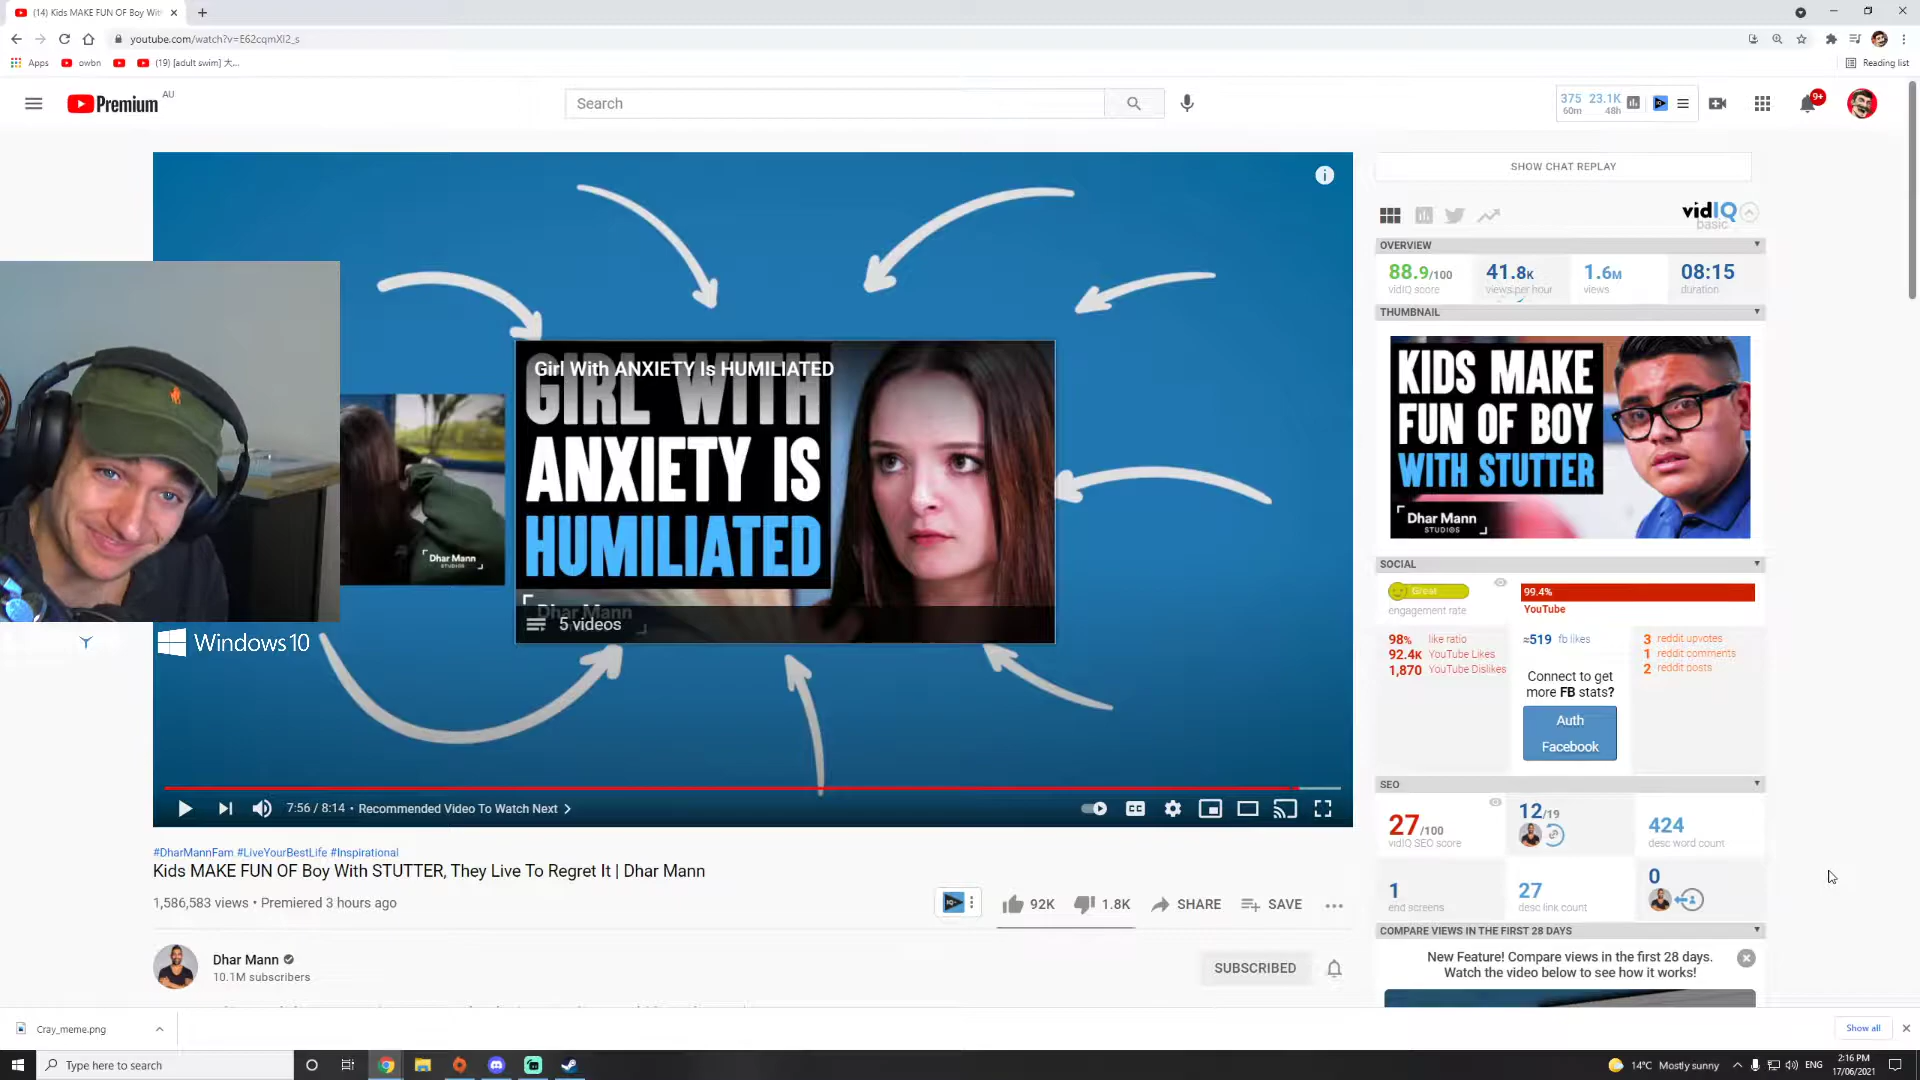 (14) Kids MAKE FUN OF Boy Wit
youtube.com/watch?v=E62cqmXI2_s
Apps
owbn
(19) [adult swim] 大...
Reading list
Premium
AU
Search
375
60m
23.1K
48h
9+
Girl With ANXIETY Is HUMILIATED
GIRL WITH
ANXIETY IS
HUMILIATED
Dhar Mann
5 videos
Dhar Mann
STUDIOS
Windows 10
7:56 / 8:14 • Recommended Video To Watch Next
CC
#DharMannFam #LiveYourBestLife #Inspirational
Kids MAKE FUN OF Boy With STUTTER, They Live To Regret It | Dhar Mann
1,586,583 views • Premiered 3 hours ago
92K
1.8K
SHARE
SAVE
Dhar Mann
10.1M subscribers
SUBSCRIBED
SHOW CHAT REPLAY
vidIQ
basic
OVERVIEW
88.9/100
vidIQ score
41.8K
views per hour
1.6M
views
08:15
duration
THUMBNAIL
KIDS MAKE
FUN OF BOY
WITH STUTTER
Dhar Mann
STUDIOS
SOCIAL
Great
engagement rate
99.4%
YouTube
98% like ratio
92.4K YouTube Likes
1,870 YouTube Dislikes
≈519 fb likes
Connect to get
more FB stats?
Auth
Facebook
3 reddit upvotes
1 reddit comments
2 reddit posts
SEO
27/100
vidIQ SEO score
12/19
424
desc word count
1
end screens
27
desc link count
0
COMPARE VIEWS IN THE FIRST 28 DAYS
New Feature! Compare views in the first 28 days.
Watch the video below to see how it works!
Cray_meme.png
Show all
Type here to search
14°C Mostly sunny
ENG
2:16 PM
17/06/2021